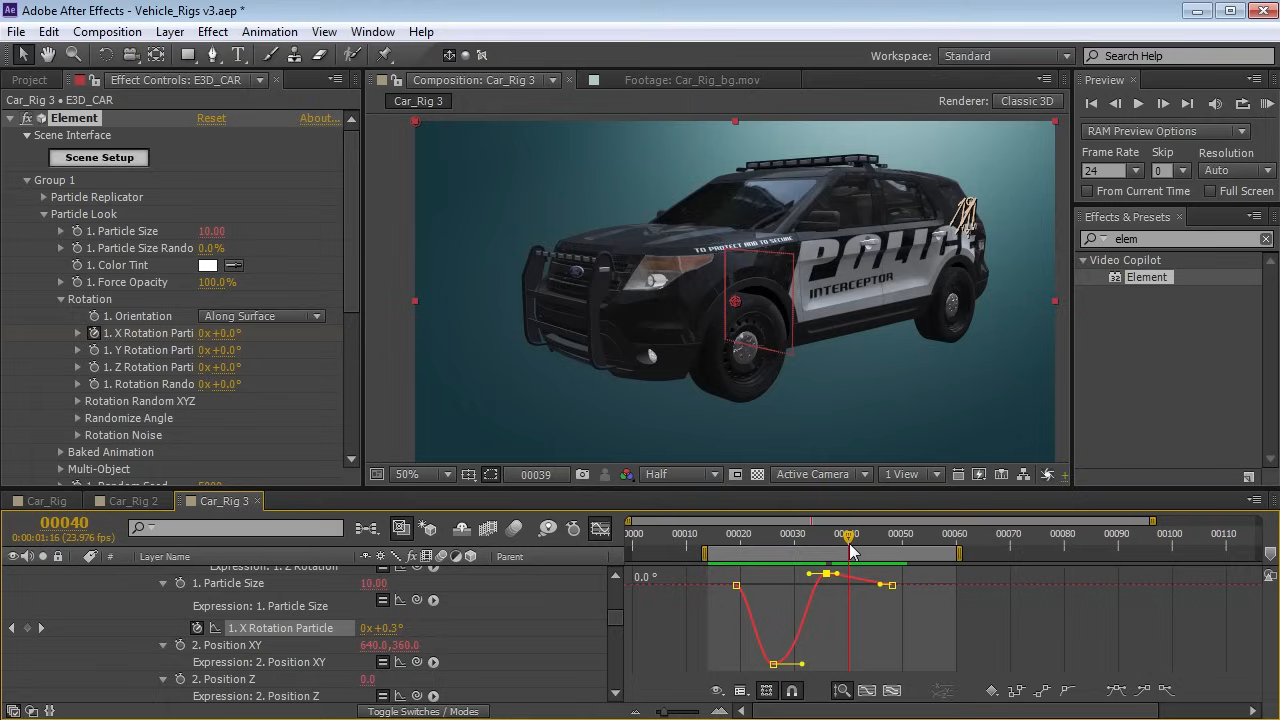 Adobe After Effects - Vehicle_Rigs v3.aep *
File Edit Composition Layer Effect Animation View Window Help
Workspace: Standard Search Help
Project Effect Controls: E3D_CAR Composition: Car_Rig 3 Footage: Car_Rig_bg.mov Preview
Car_Rig 3 • E3D_CAR
Car_Rig 3 Renderer: Classic 3D
Element Reset About...
Scene Interface
Scene Setup
Group 1
Particle Replicator
Particle Look
1. Particle Size 10.00
1. Particle Size Rando 0.0%
1. Color Tint
1. Force Opacity 100.0%
Rotation
1. Orientation Along Surface
1. X Rotation Parti 0x+0.0°
1. Y Rotation Parti 0x+0.0°
1. Z Rotation Parti 0x+0.0°
1. Rotation Rando 0x+0.0°
Rotation Random XYZ
Randomize Angle
Rotation Noise
Baked Animation
Multi-Object
TO PROTECT AND TO SECURE
POLICE
INTERCEPTOR
RAM Preview Options
Frame Rate Skip Resolution
24 0 Auto
From Current Time Full Screen
Effects & Presets
elem
Video Copilot
Element
50% 00039 Half Active Camera 1 View
Car_Rig Car_Rig 2 Car_Rig 3
00040
0:00:01:16 (23.976 fps)
# Layer Name Parent
0000 00010 00020 00030 00040 00050 00060 00070 00080 00090 00100 00110
1. Particle Size 10.00
Expression: 1. Particle Size
1. X Rotation Particle 0x+0.3°
2. Position XY 640.0,360.0
Expression: 2. Position XY
2. Position Z 0.0
Expression: 2. Position Z
0.0 °
Toggle Switches / Modes